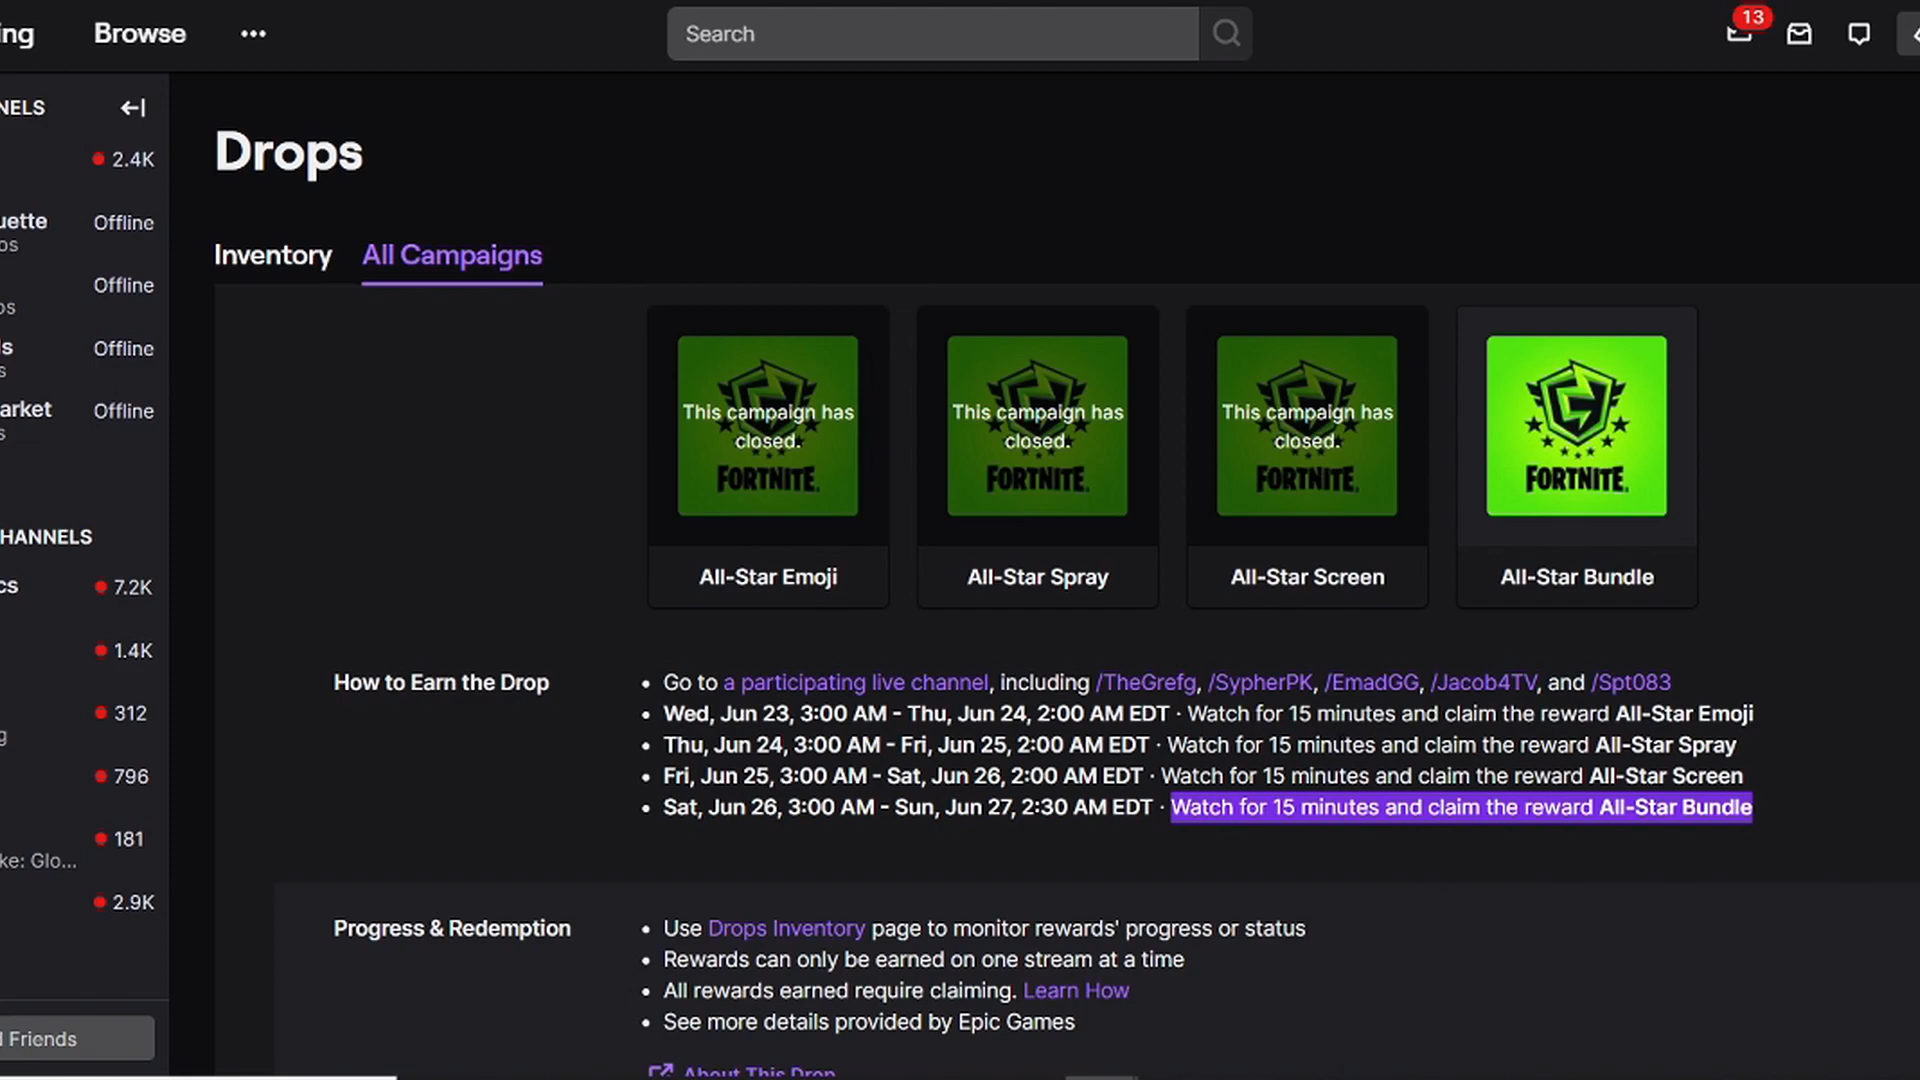 ing
Browse
Search
13
NELS
2.4K
Drops
uette
Offline
os
Inventory
All Campaigns
Offline
os
s
Offline
s
arket
Offline
s
This campaign has
closed.
FORTNITE
This campaign has
closed.
FORTNITE
This campaign has
closed.
FORTNITE
FORTNITE
All-Star Emoji
All-Star Spray
All-Star Screen
All-Star Bundle
HANNELS
cs
7.2K
1.4K
312
g
796
181
ke: Glo...
2.9K
How to Earn the Drop
Go to a participating live channel, including /TheGrefg, /SypherPK, /EmadGG, /Jacob4TV, and /Spt083
Wed, Jun 23, 3:00 AM - Thu, Jun 24, 2:00 AM EDT · Watch for 15 minutes and claim the reward All-Star Emoji
Thu, Jun 24, 3:00 AM - Fri, Jun 25, 2:00 AM EDT · Watch for 15 minutes and claim the reward All-Star Spray
Fri, Jun 25, 3:00 AM - Sat, Jun 26, 2:00 AM EDT · Watch for 15 minutes and claim the reward All-Star Screen
Sat, Jun 26, 3:00 AM - Sun, Jun 27, 2:30 AM EDT · Watch for 15 minutes and claim the reward All-Star Bundle
Progress & Redemption
Use Drops Inventory page to monitor rewards' progress or status
Rewards can only be earned on one stream at a time
All rewards earned require claiming. Learn How
See more details provided by Epic Games
About This Drop
Friends